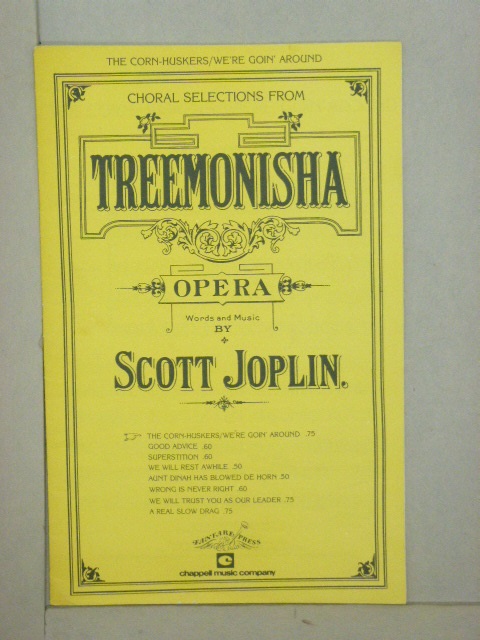 THE CORN-HUSKERS/WE'RE GOIN' AROUND
CHORAL SELECTIONS FROM
TREEMONISHA
OPERA
Words and Music
BY
SCOTT JOPLIN.
THE CORN-HUSKERS/WE'RE GOIN' AROUND .75
GOOD ADVICE .60
SUPERSTITION .60
WE WILL REST AWHILE .50
AUNT DINAH HAS BLOWED DE HORN .50
WRONG IS NEVER RIGHT .60
WE WILL TRUST YOU AS OUR LEADER .75
A REAL SLOW DRAG .75
FANFARE PRESS
chappell music company